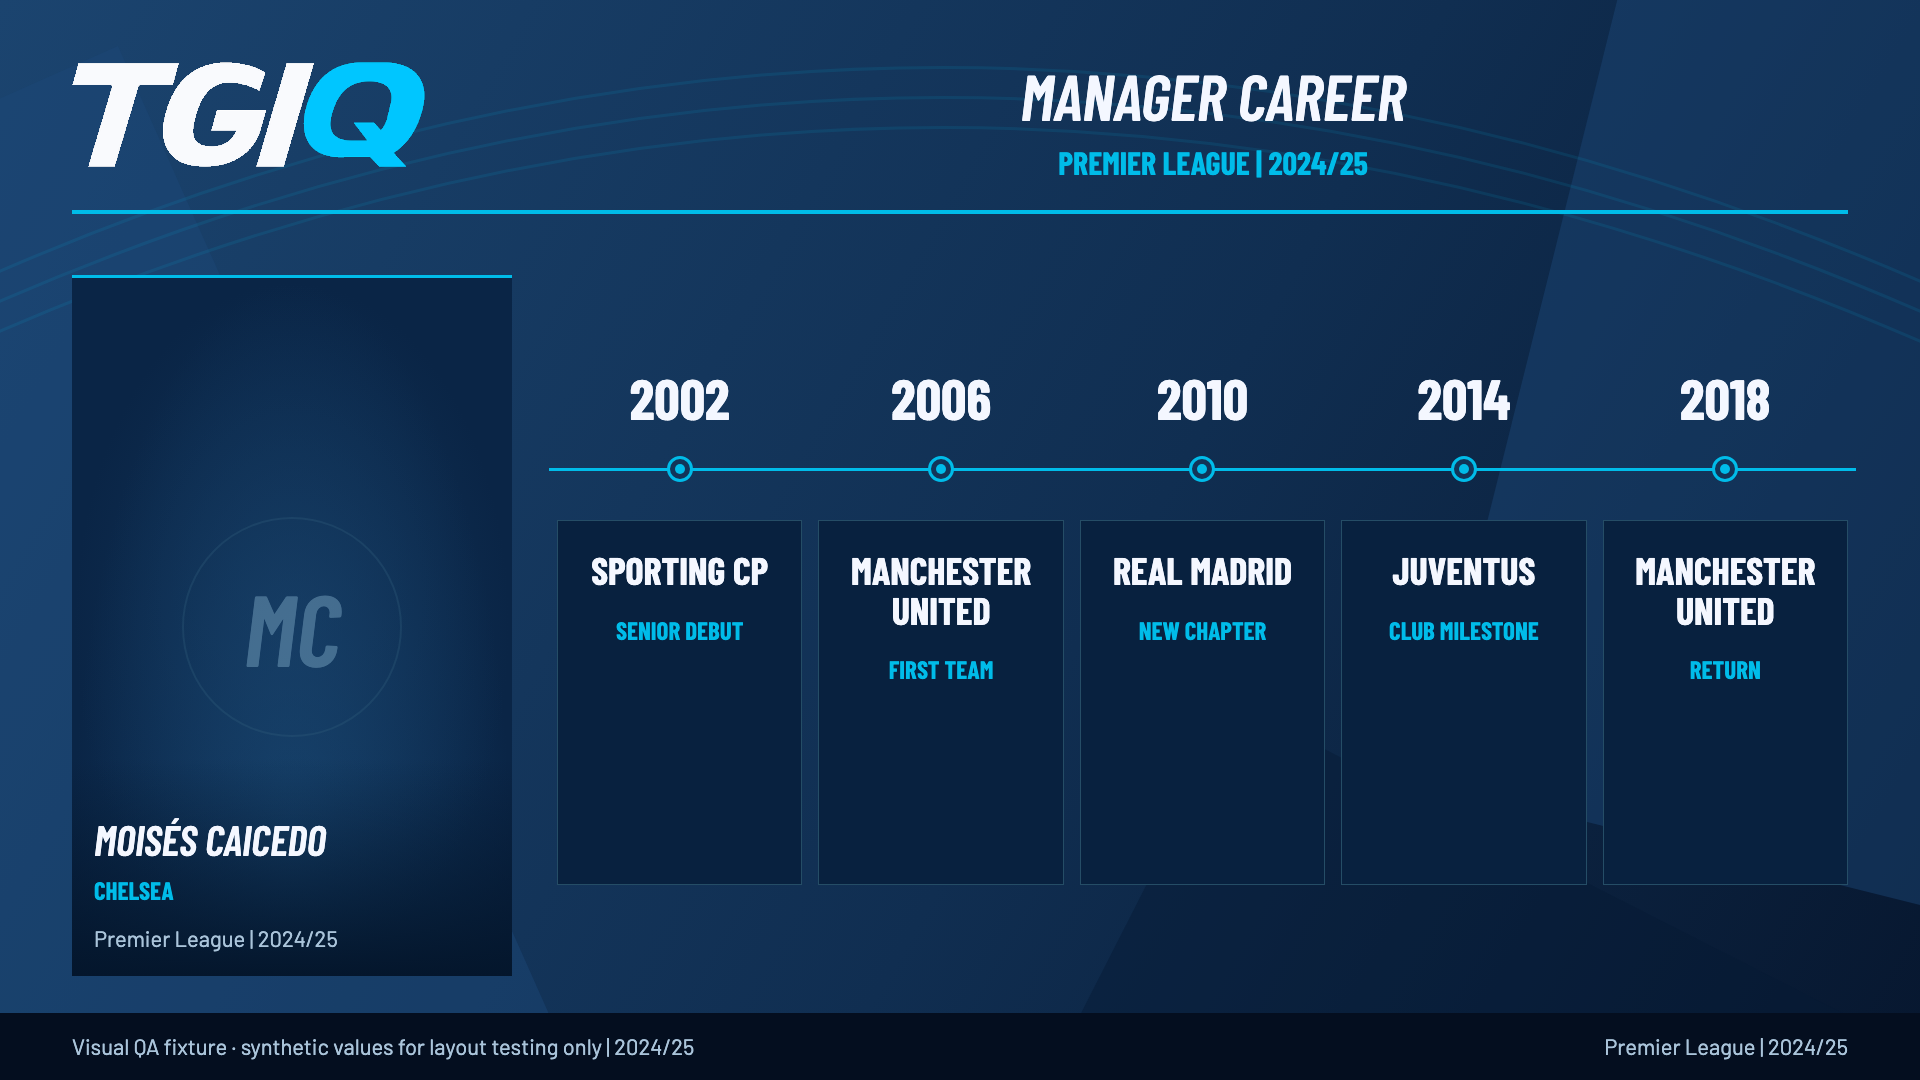 TGIQ
MANAGER CAREER
PREMIER LEAGUE | 2024/25
MC
MOISÉS CAICEDO
CHELSEA
Premier League | 2024/25
2002
2006
2010
2014
2018
SPORTING CP
SENIOR DEBUT
MANCHESTER
UNITED
FIRST TEAM
REAL MADRID
NEW CHAPTER
JUVENTUS
CLUB MILESTONE
MANCHESTER
UNITED
RETURN
Visual QA fixture · synthetic values for layout testing only | 2024/25
Premier League | 2024/25